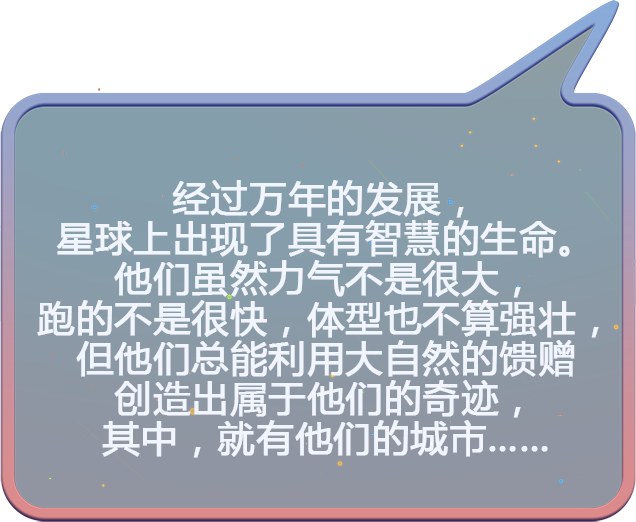 经过万年的发展，
星球上出现了具有智慧的生命。
他们虽然力气不是很大，
跑的不是很快，体型也不算强壮，
但他们总能利用大自然的馈赠
创造出属于他们的奇迹，
其中，就有他们的城市……